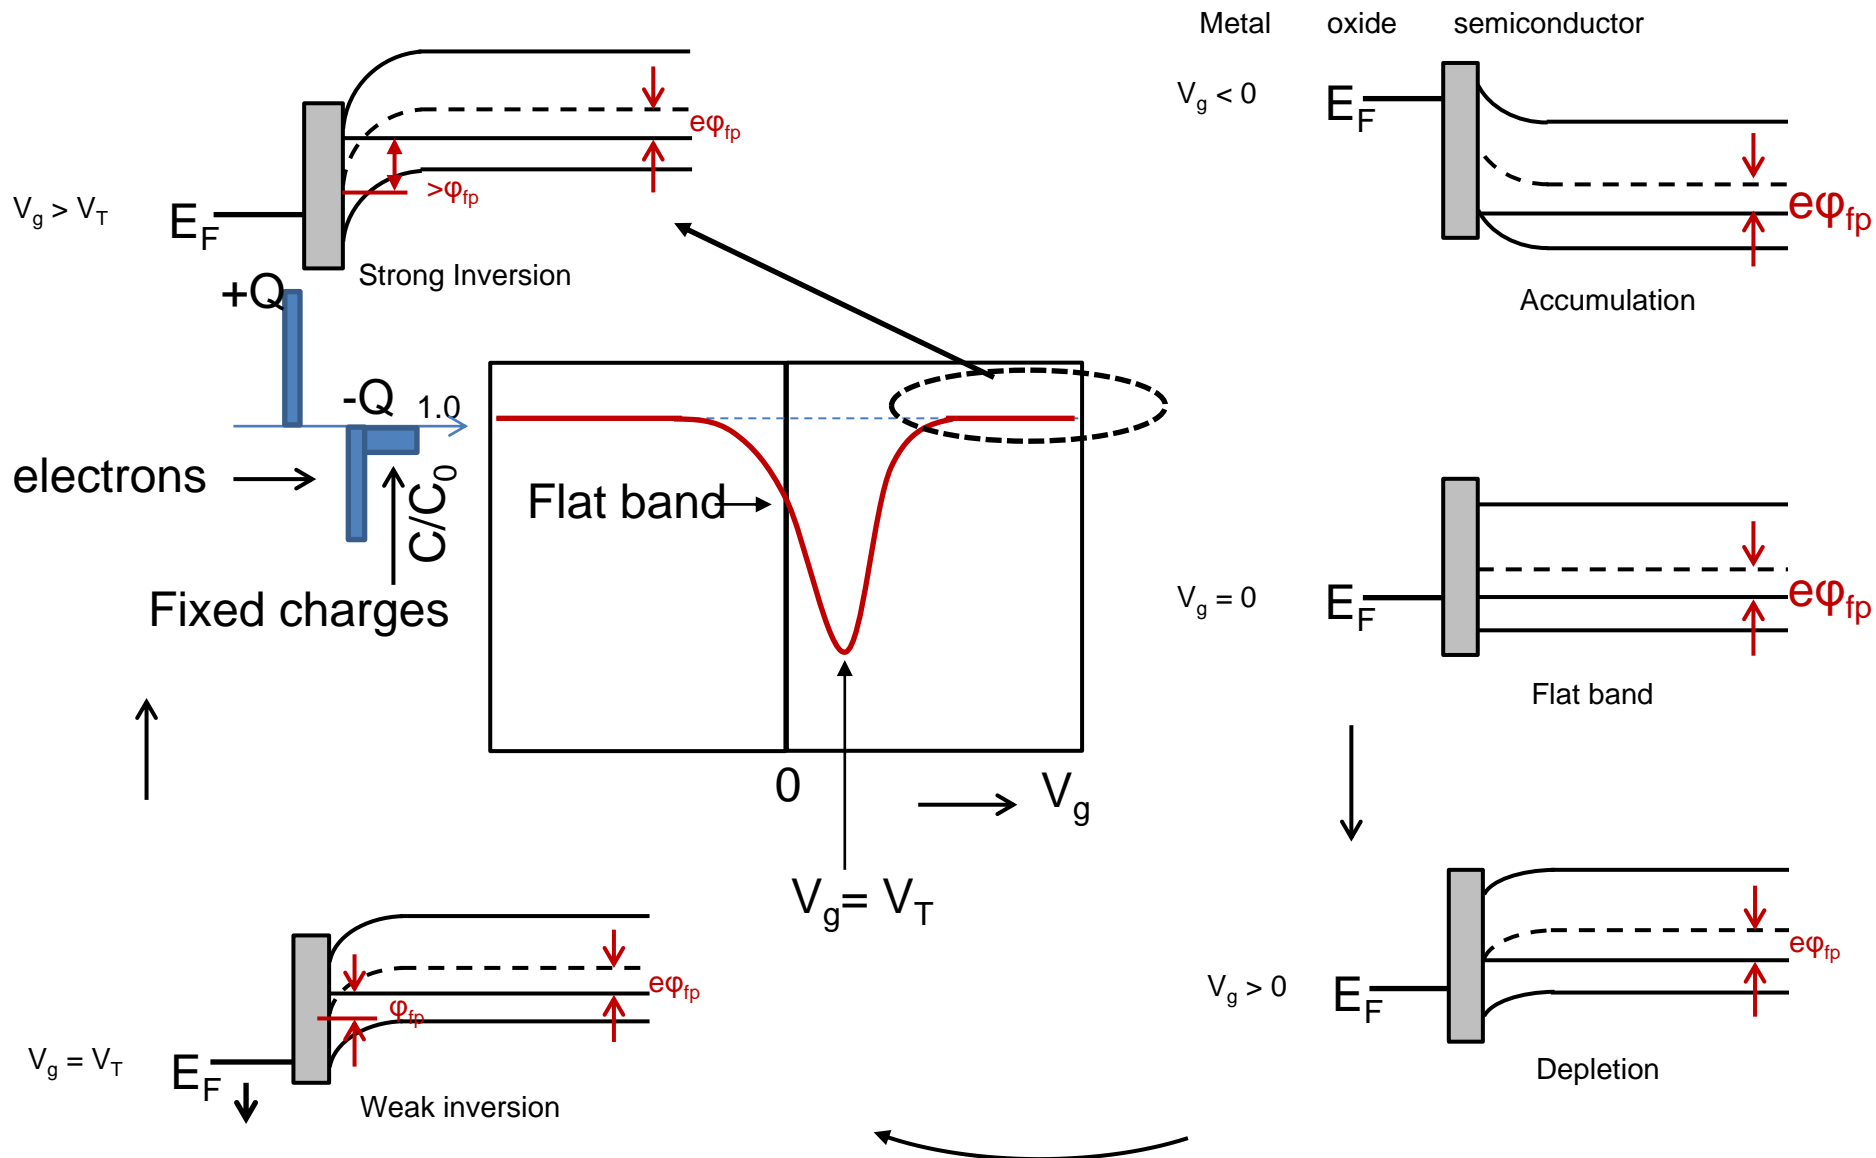 Metal oxide semiconductor
V_g < 0
E_F
eφ_fp
Accumulation
V_g > V_T
E_F
eφ_fp
>φ_fp
Strong Inversion
+Q
-Q
1.0
electrons
C/C_0
Fixed charges
Flat band
0
V_g
V_g= V_T
V_g = 0
E_F
eφ_fp
Flat band
V_g > 0
E_F
eφ_fp
Depletion
V_g = V_T
E_F
φ_fp
eφ_fp
Weak inversion